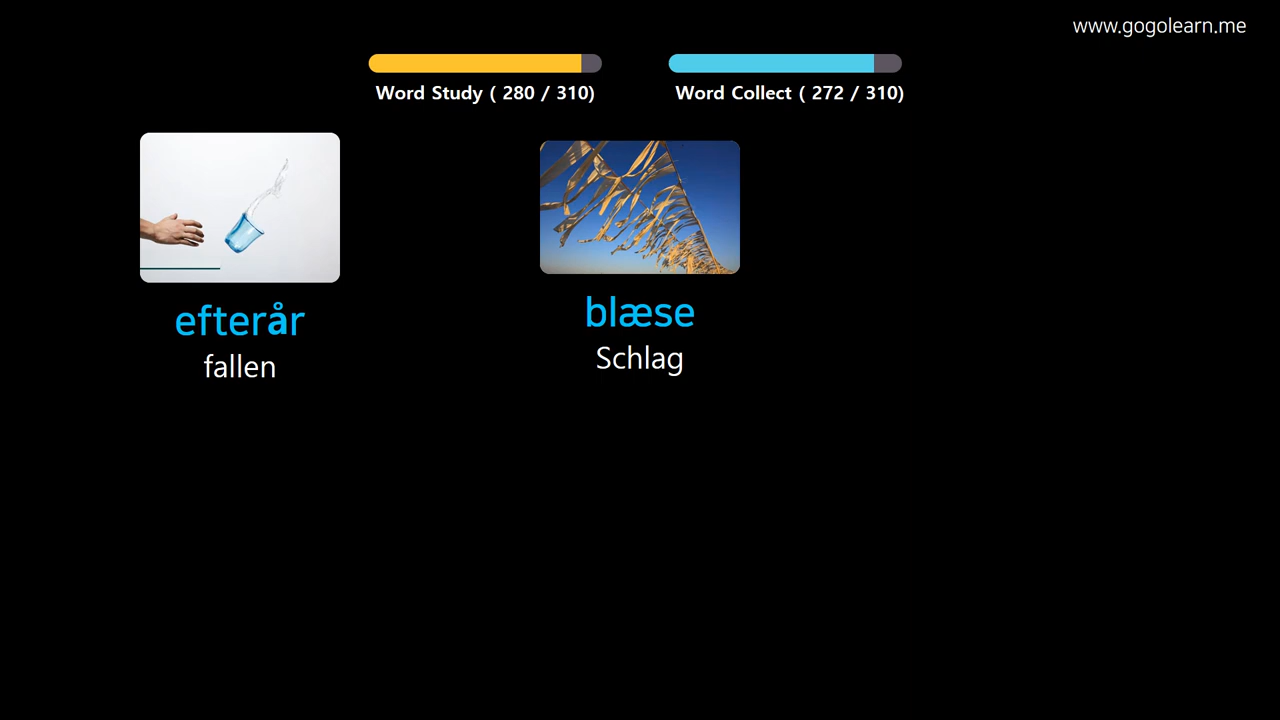 www.gogolearn.me
Word Study ( 280 / 310)
Word Collect ( 272 / 310)
efterår
fallen
blæse
Schlag